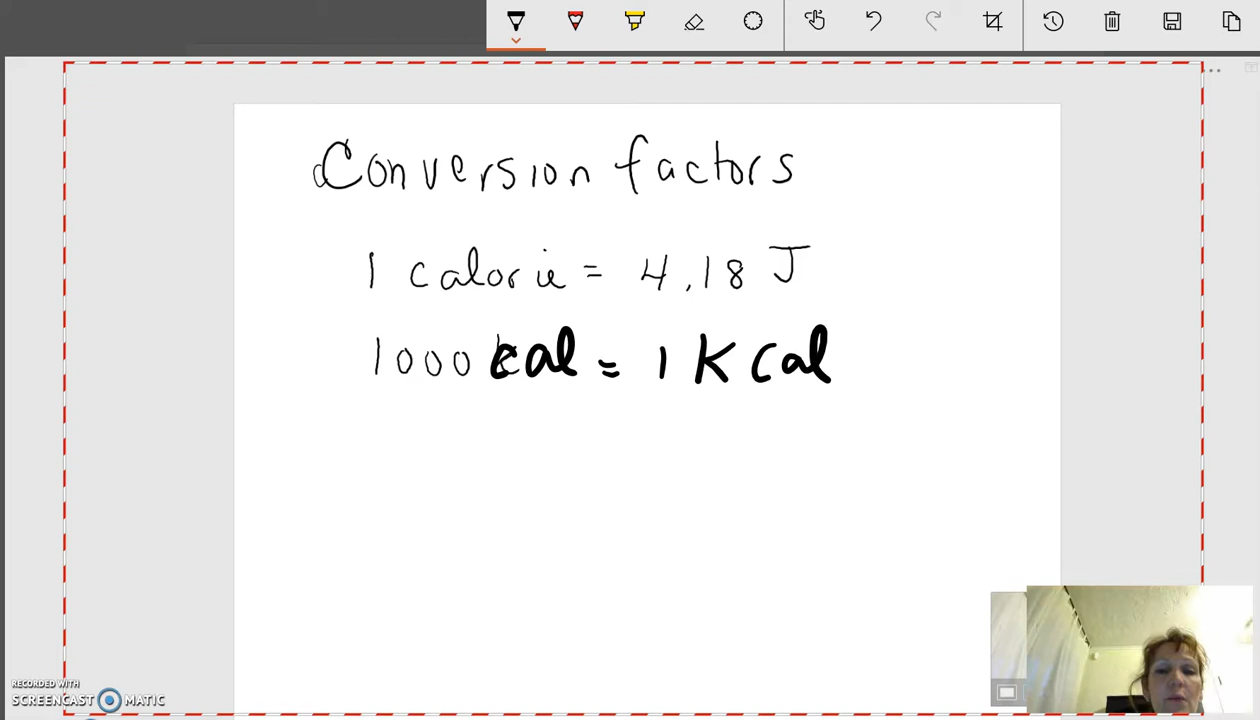 Conversion factors
1 calorie = 4.18 J
1000 cal = 1 Kcal
RECORDED WITH
SCREENCAST MATIC